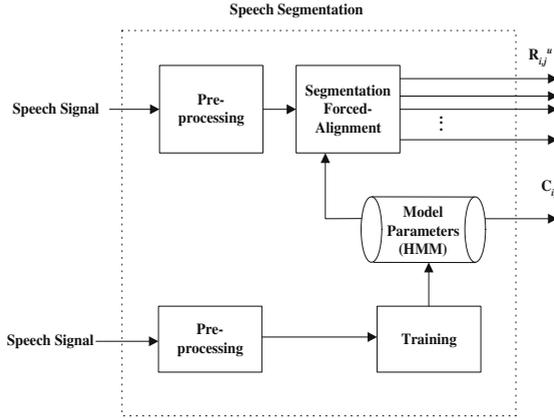 Speech Segmentation
R_{i,j}^u
Speech Signal
Pre-
processing
Segmentation
Forced-
Alignment
...
C_i
Model
Parameters
(HMM)
Speech Signal
Pre-
processing
Training